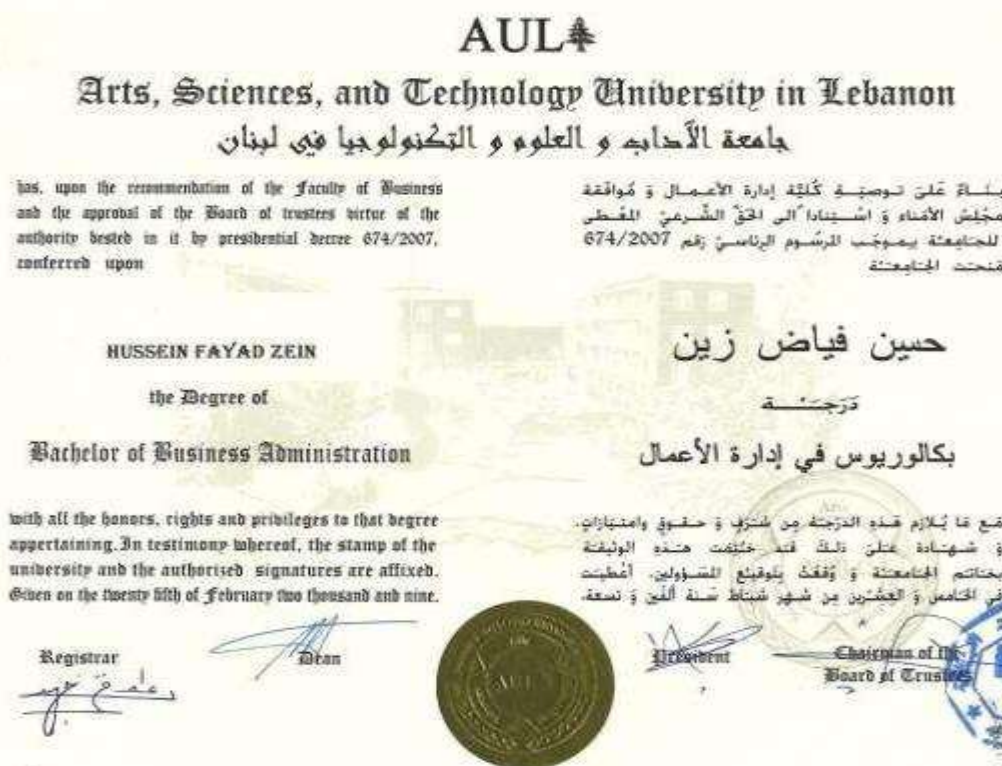 AUL
Arts, Sciences, and Technology University in Lebanon
جامعة الآداب و العلوم و التكنولوجيا في لبنان
has, upon the recommendation of the Faculty of Business
and the approval of the Board of trustees virtue of the
authority bested in it by presidential decree 674/2007,
conferred upon
بناءً على توصية كلية إدارة الأعمال و موافقة
مجلس الأمناء و استنادا الى الحق الشرعي المعطى
للجامعة بموجب المرسوم الرئاسي رقم 674/2007
منحت الجامعة
HUSSEIN FAYAD ZEIN
حسين فياض زين
the Degree of
درجة
Bachelor of Business Administration
بكالوريوس في إدارة الأعمال
with all the honors, rights and privileges to that degree
appertaining. In testimony whereof, the stamp of the
university and the authorized signatures are affixed.
Given on the twenty fifth of February two thousand and nine.
مع ما يلازم هذه الدرجة من شرف و حقوق وامتيازات.
و شهادة على ذلك فقد ختمت هذه الوثيقة
بخاتم الجامعة و وقعت بتوقيع المسؤولين. أعطيت
في الخامس و العشرين من شهر شباط سنة ألفين و تسعة.
Registrar
Dean
President
Chairman of the
Board of Trustees